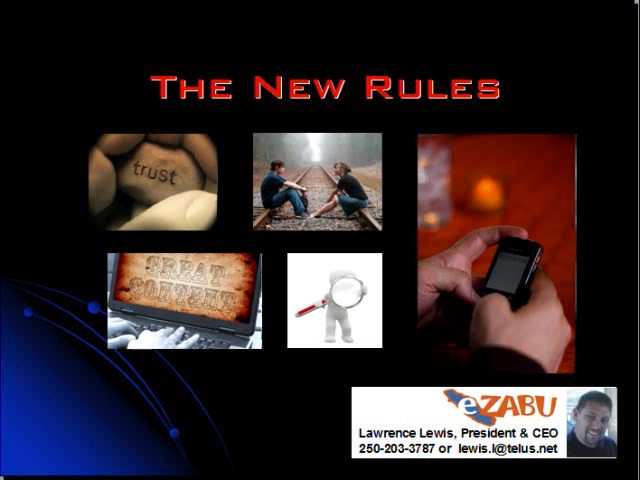 The New Rules
trust
GREAT
CONTENT
eZABU
Lawrence Lewis, President & CEO
250-203-3787 or lewis.l@telus.net